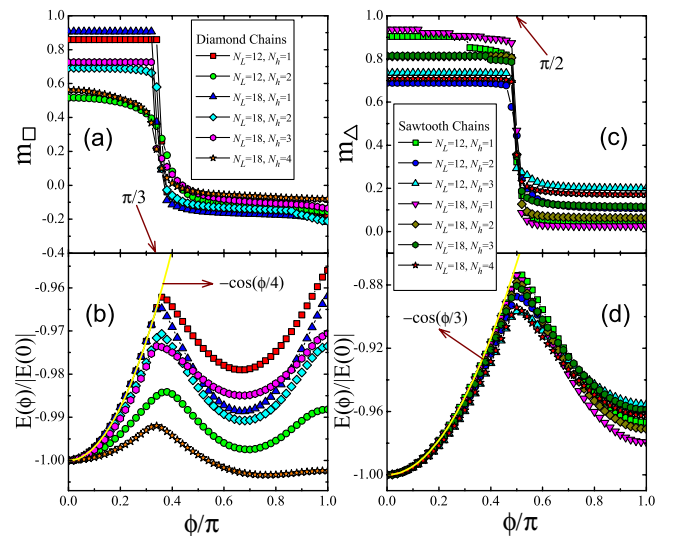 1.0
0.8
0.6
0.4
0.2
0.0
-0.2
0.4
m□
(a)
Diamond Chains
N_L=12, N_h=1
N_L=12, N_h=2
N_L=18, N_h=1
N_L=18, N_h=2
N_L=18, N_h=3
N_L=18, N_h=4
π/3
1.0
0.8
0.6
0.4
0.2
0.0
m△
(c)
π/2
Sawtooth Chains
N_L=12, N_h=1
N_L=12, N_h=2
N_L=12, N_h=3
N_L=18, N_h=1
N_L=18, N_h=2
N_L=18, N_h=3
N_L=18, N_h=4
-0.96
-0.97
-0.98
-0.99
-1.00
E(ϕ)/|E(0)|
(b)
−cos(ϕ/4)
0.0 0.2 0.4 0.6 0.8 1.0
ϕ/π
-0.88
-0.92
-0.96
-1.00
E(ϕ)/|E(0)|
(d)
−cos(ϕ/3)
0.0 0.2 0.4 0.6 0.8 1.0
ϕ/π